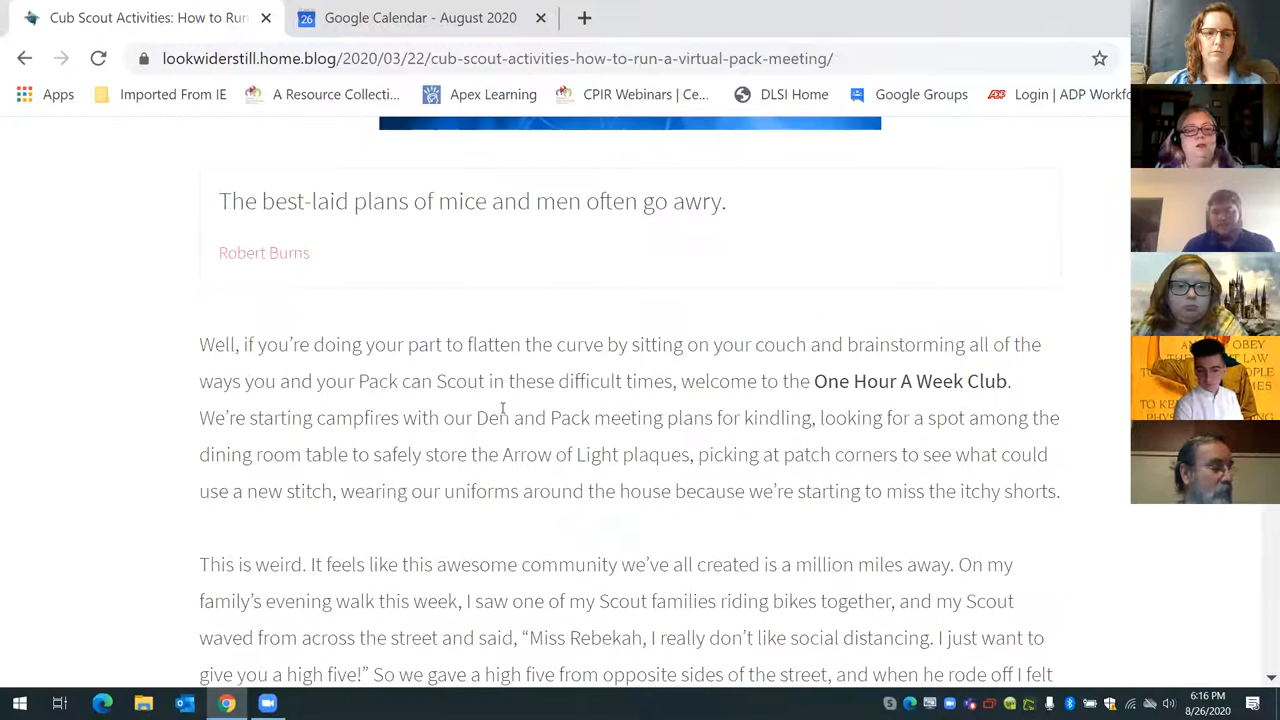 Cub Scout Activities: How to Run
Google Calendar - August 2020
lookwiderstill.home.blog/2020/03/22/cub-scout-activities-how-to-run-a-virtual-pack-meeting/
Apps Imported From IE A Resource Collecti... Apex Learning CPIR Webinars | Ce... DLSI Home Google Groups Login | ADP Workfo
The best-laid plans of mice and men often go awry.
Robert Burns
Well, if you're doing your part to flatten the curve by sitting on your couch and brainstorming all of the
ways you and your Pack can Scout in these difficult times, welcome to the One Hour A Week Club.
We're starting campfires with our Den and Pack meeting plans for kindling, looking for a spot among the
dining room table to safely store the Arrow of Light plaques, picking at patch corners to see what could
use a new stitch, wearing our uniforms around the house because we're starting to miss the itchy shorts.
This is weird. It feels like this awesome community we've all created is a million miles away. On my
family's evening walk this week, I saw one of my Scout families riding bikes together, and my Scout
waved from across the street and said, "Miss Rebekah, I really don't like social distancing. I just want to
give you a high five!" So we gave a high five from opposite sides of the street, and when he rode off I felt
OBEY
LAW
6:16 PM
8/26/2020